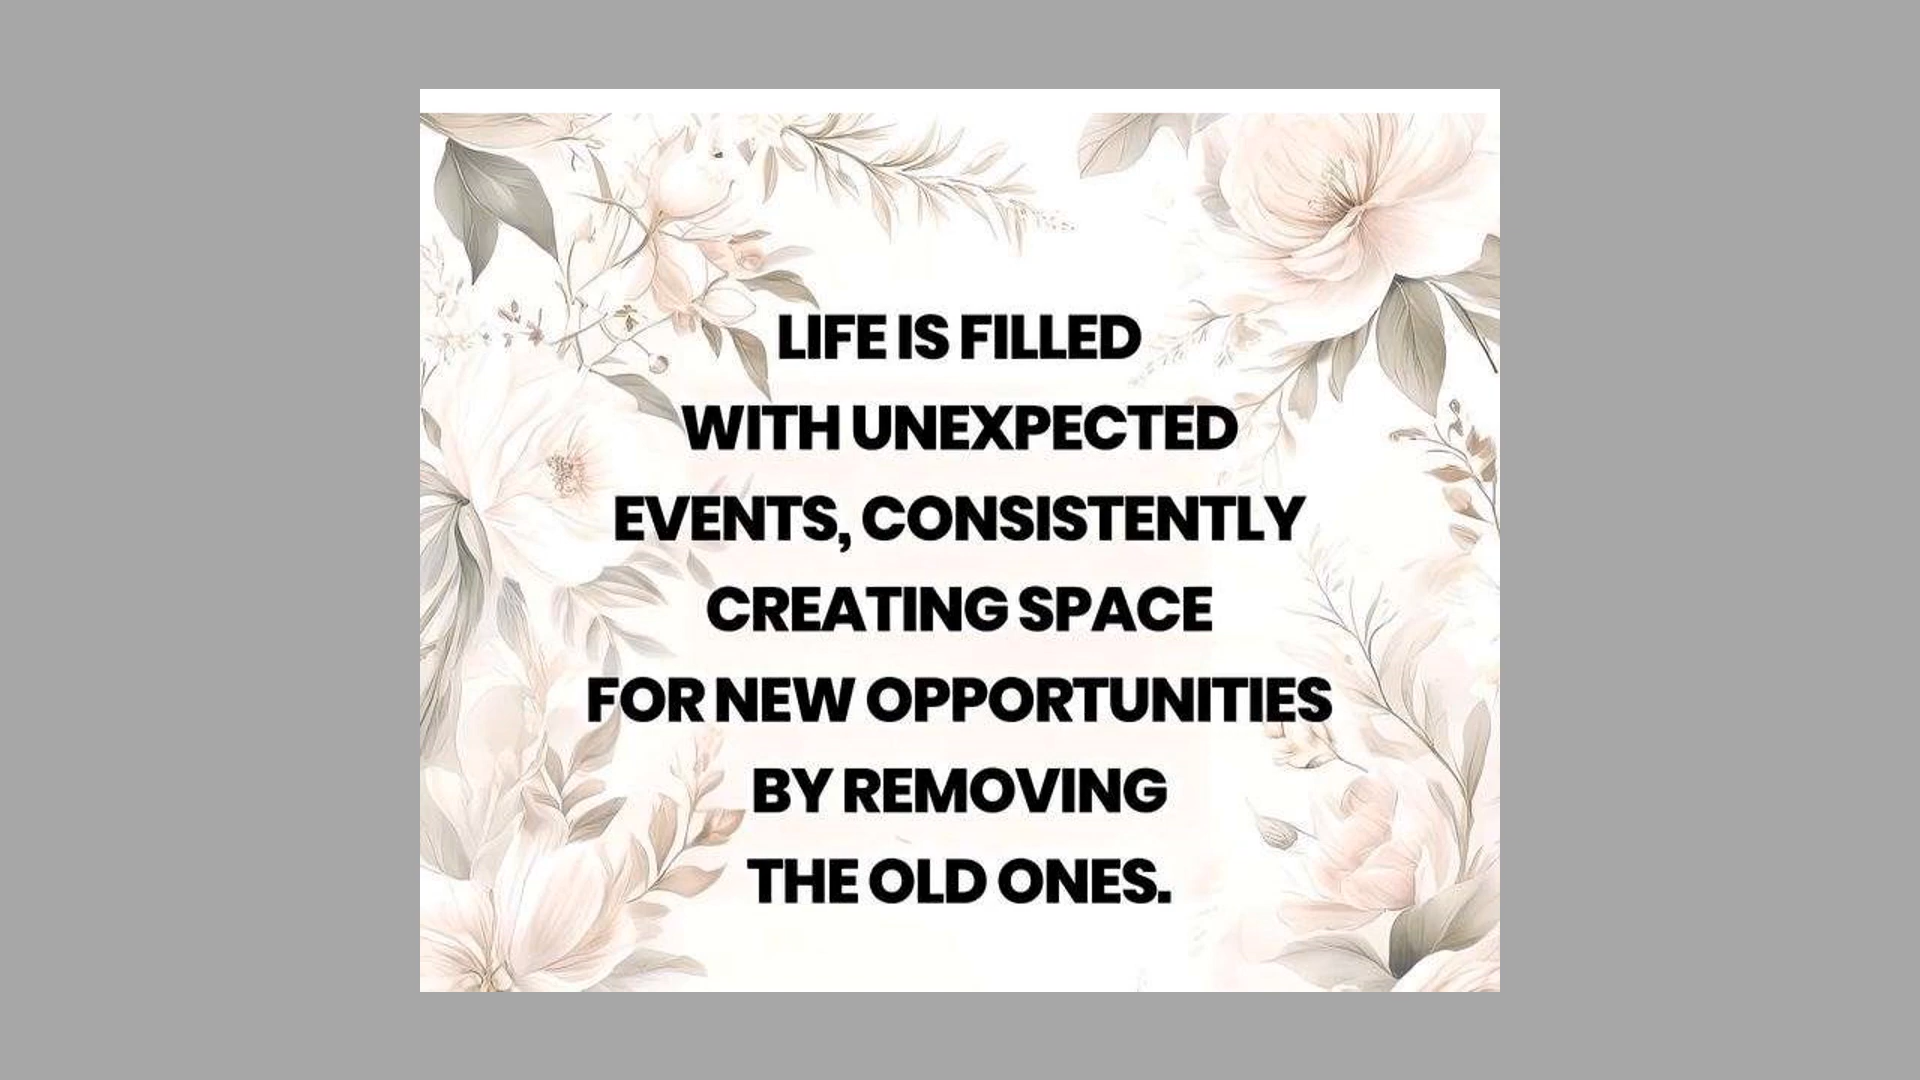 LIFE IS FILLED
WITH UNEXPECTED
EVENTS, CONSISTENTLY
CREATING SPACE
FOR NEW OPPORTUNITIES
BY REMOVING
THE OLD ONES.